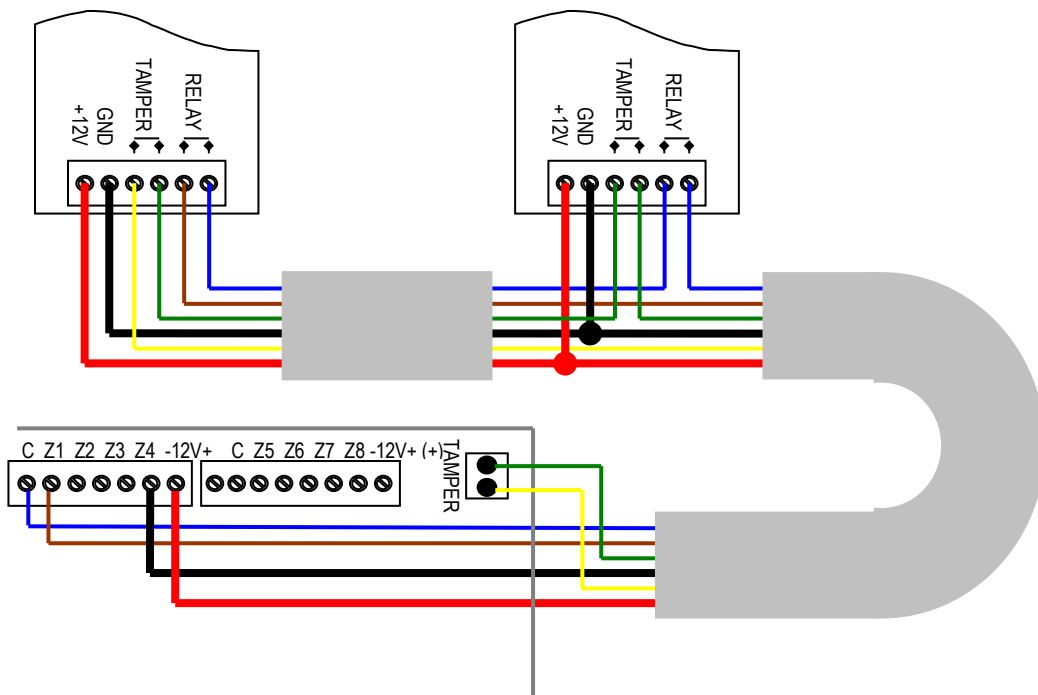 +12V
GND
TAMPER
RELAY
+12V
GND
TAMPER
RELAY
C Z1 Z2 Z3 Z4 -12V+
C Z5 Z6 Z7 Z8 -12V+ (+)
TAMPER